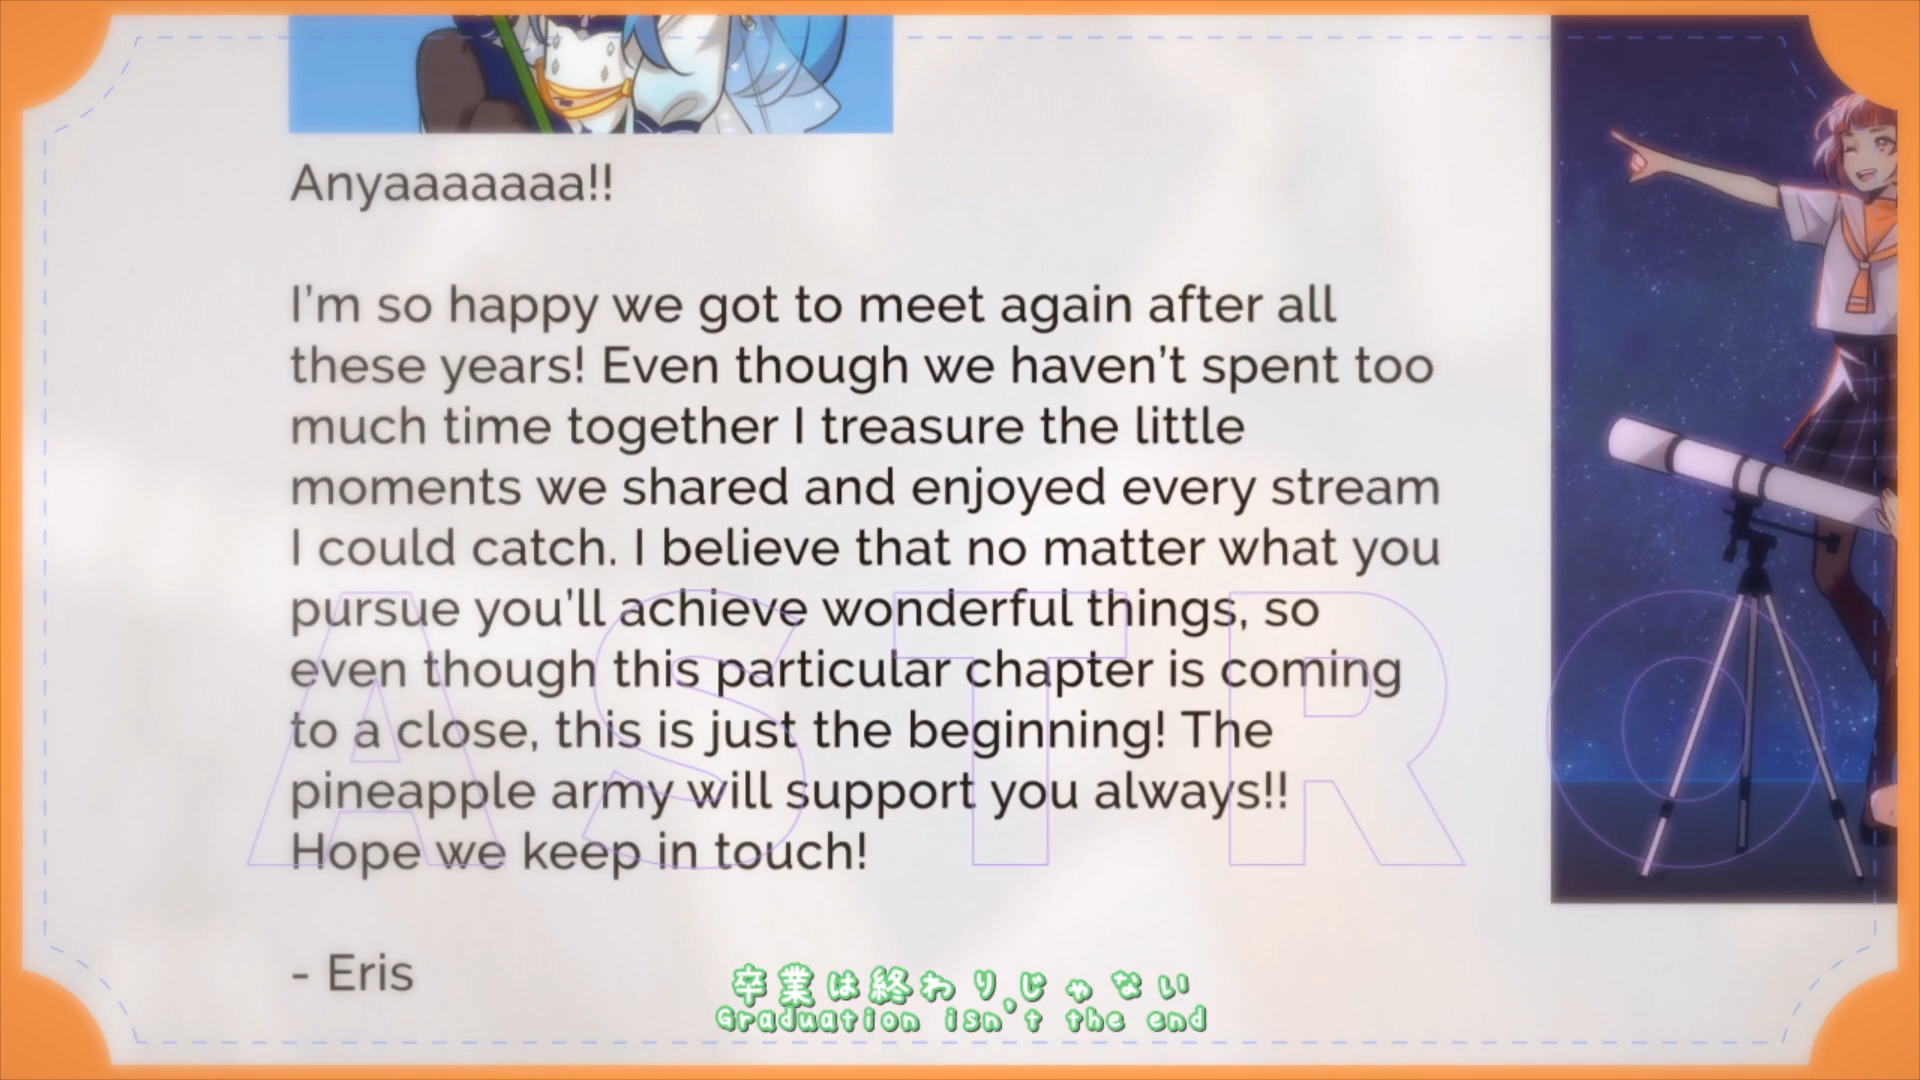 Anyaaaaaaa!!
I'm so happy we got to meet again after all
these years! Even though we haven't spent too
much time together I treasure the little
moments we shared and enjoyed every stream
I could catch. I believe that no matter what you
pursue you'll achieve wonderful things, so
even though this particular chapter is coming
to a close, this is just the beginning! The
pineapple army will support you always!!
Hope we keep in touch!
- Eris
ASTRO
卒業は終わりじゃない
Graduation isn't the end